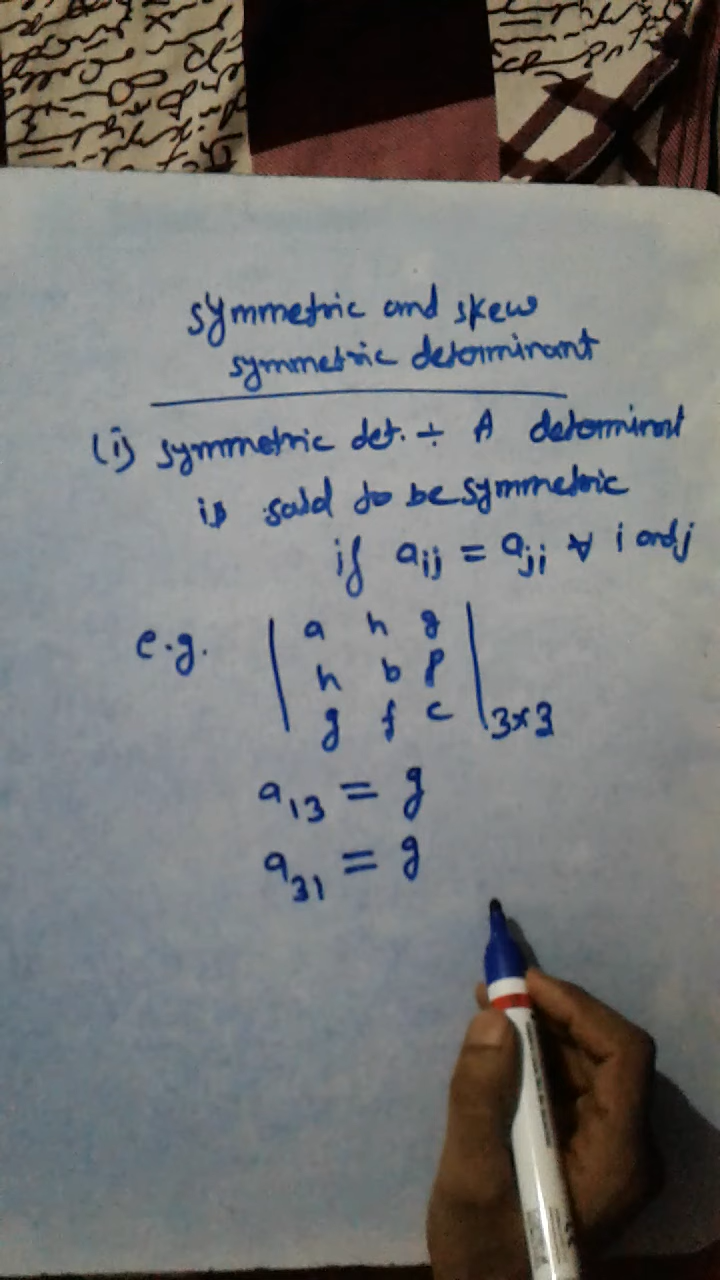 symmetric and skew
symmetric determinant
(i) symmetric det. ÷ A determinant
is said to be symmetric
if aij = aji ∀ i and j
e.g. | a h g |
| h b f |
| g f c | 3×3
a13 = g
a31 = g